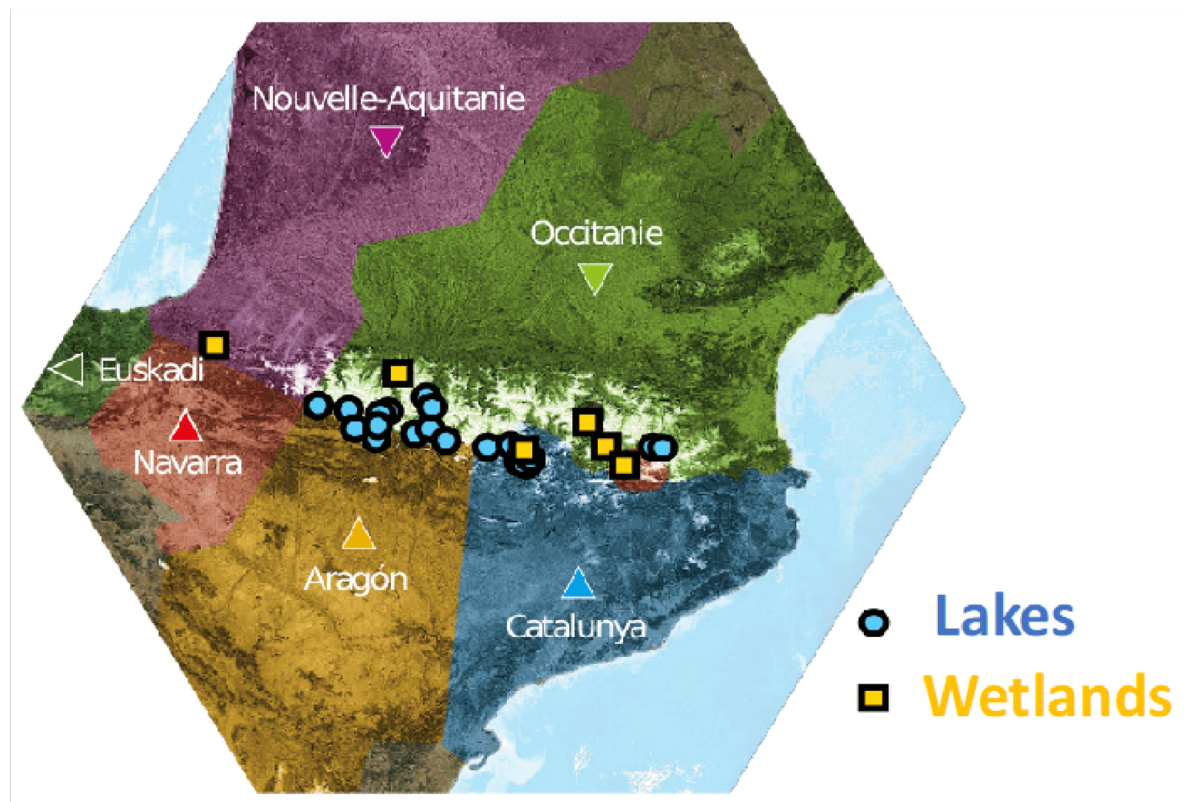 Nouvelle-Aquitanie
Occitanie
Euskadi
Navarra
Aragón
Catalunya
Lakes
Wetlands